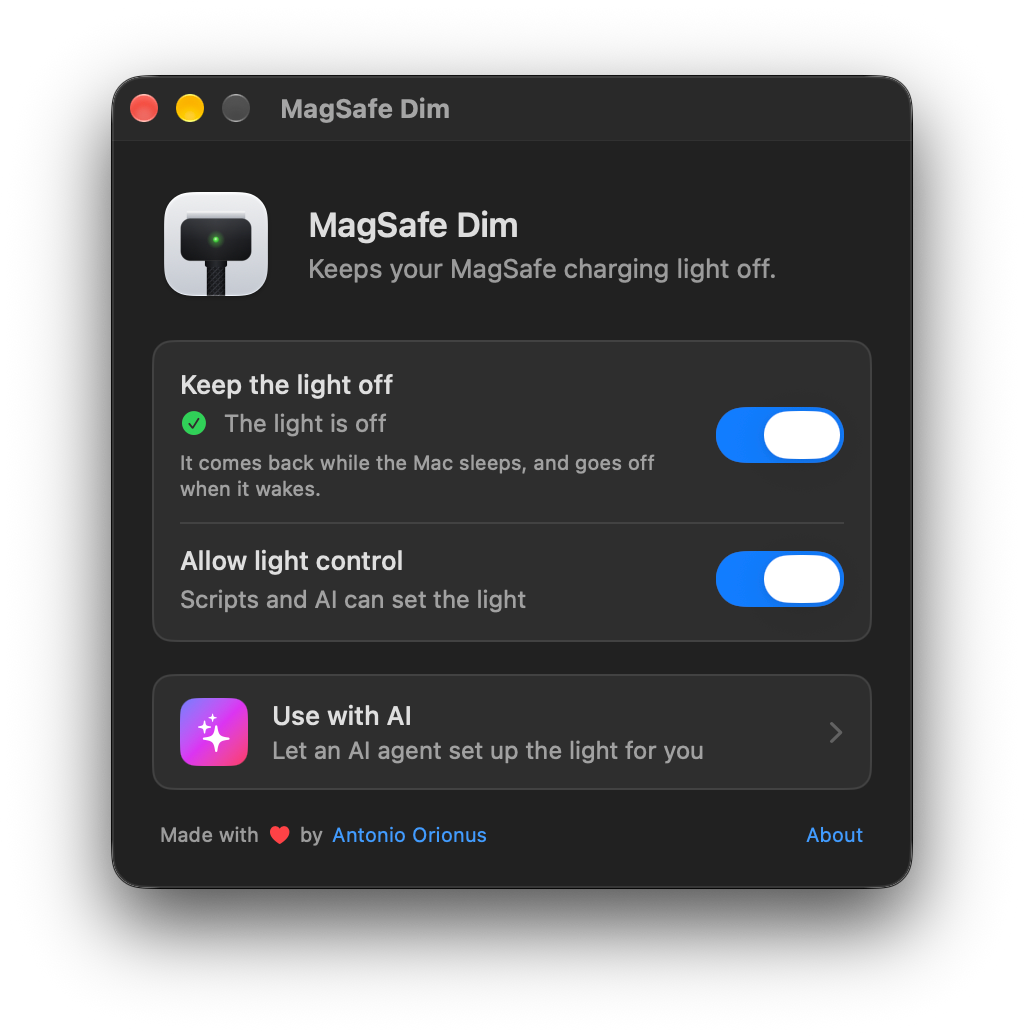 MagSafe Dim
MagSafe Dim
Keeps your MagSafe charging light off.
Keep the light off
The light is off
It comes back while the Mac sleeps, and goes off
when it wakes.
Allow light control
Scripts and AI can set the light
Use with AI
Let an AI agent set up the light for you
Made with ❤️ by Antonio Orionus
About